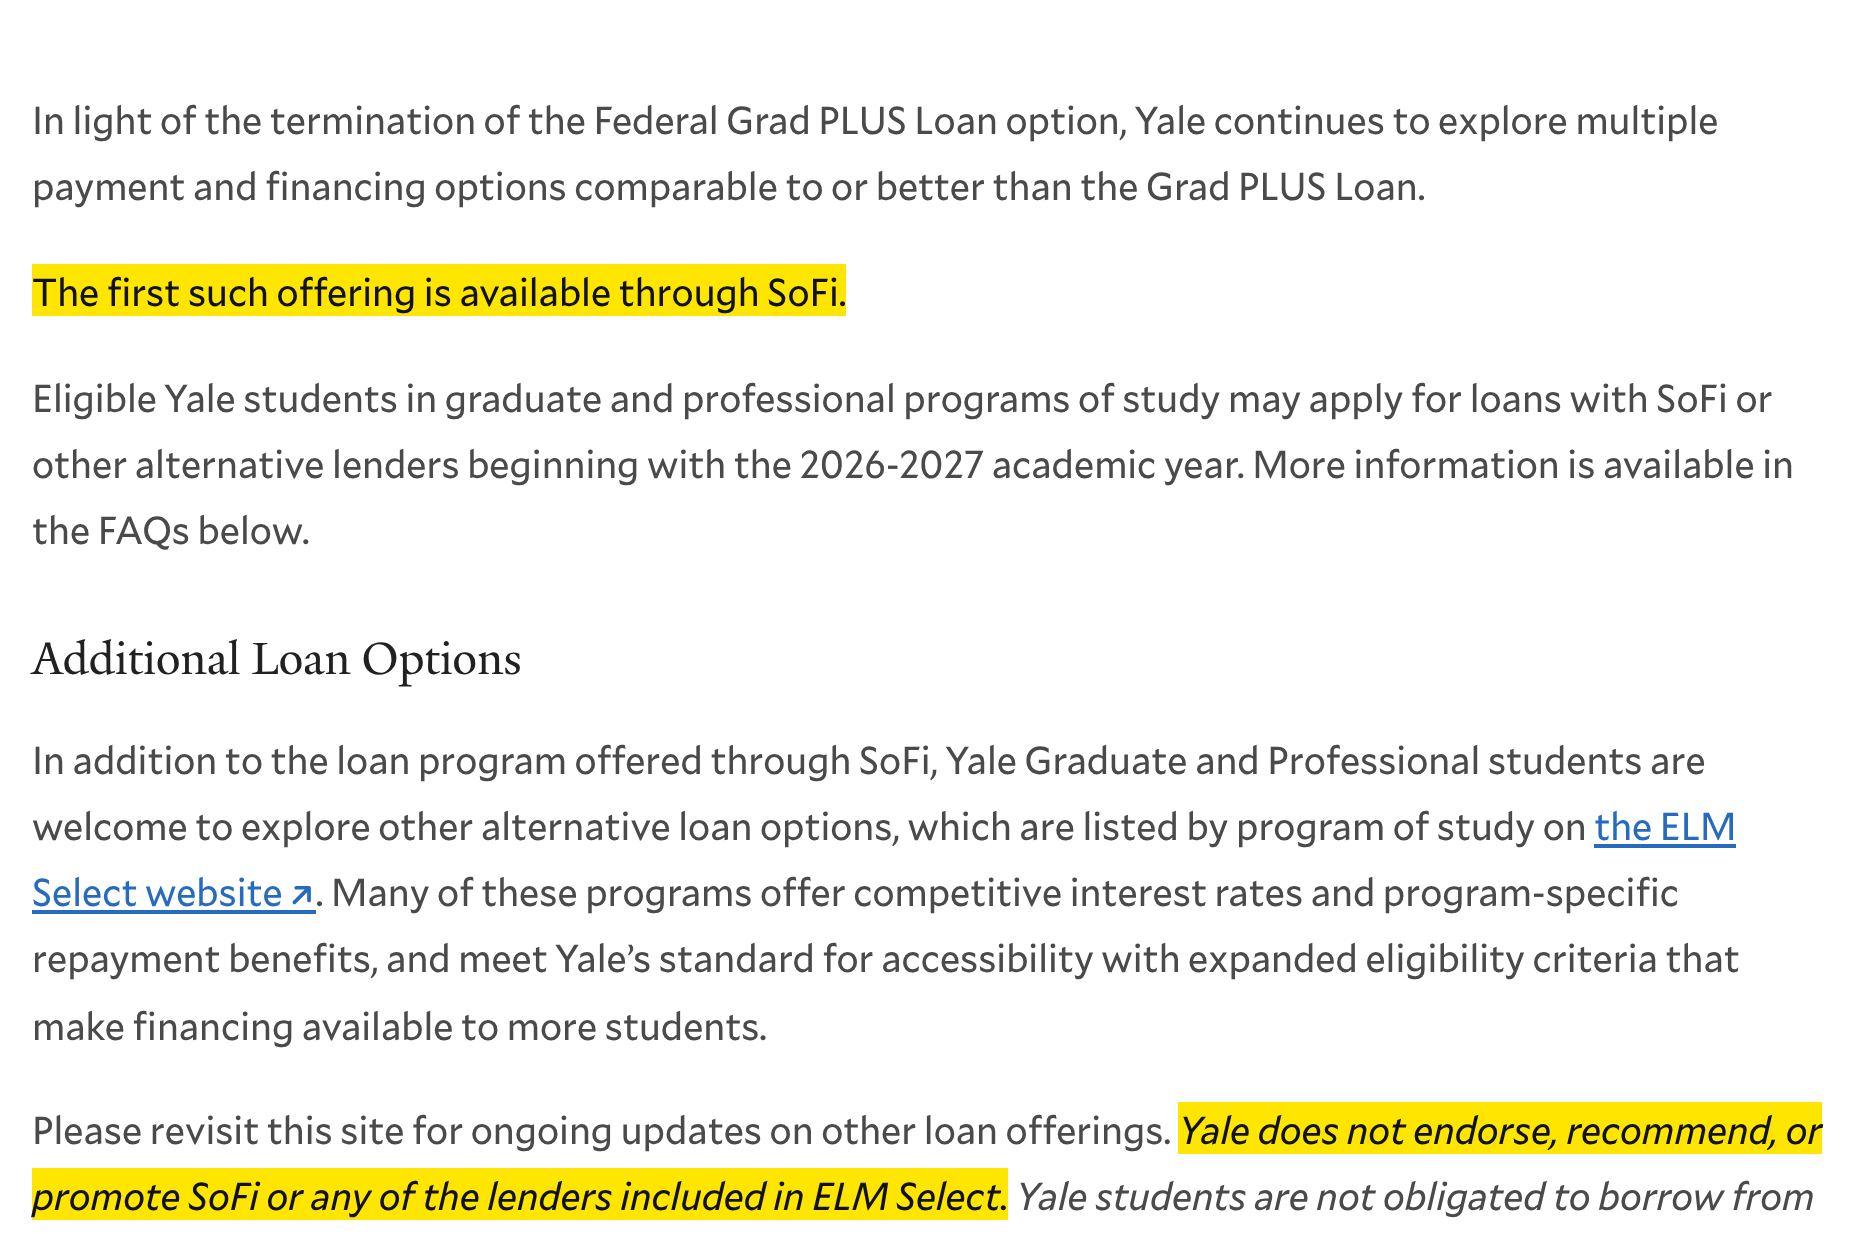 In light of the termination of the Federal Grad PLUS Loan option, Yale continues to explore multiple
payment and financing options comparable to or better than the Grad PLUS Loan.
The first such offering is available through SoFi.
Eligible Yale students in graduate and professional programs of study may apply for loans with SoFi or
other alternative lenders beginning with the 2026-2027 academic year. More information is available in
the FAQs below.
Additional Loan Options
In addition to the loan program offered through SoFi, Yale Graduate and Professional students are
welcome to explore other alternative loan options, which are listed by program of study on the ELM
Select website ↗. Many of these programs offer competitive interest rates and program-specific
repayment benefits, and meet Yale’s standard for accessibility with expanded eligibility criteria that
make financing available to more students.
Please revisit this site for ongoing updates on other loan offerings. Yale does not endorse, recommend, or
promote SoFi or any of the lenders included in ELM Select. Yale students are not obligated to borrow from